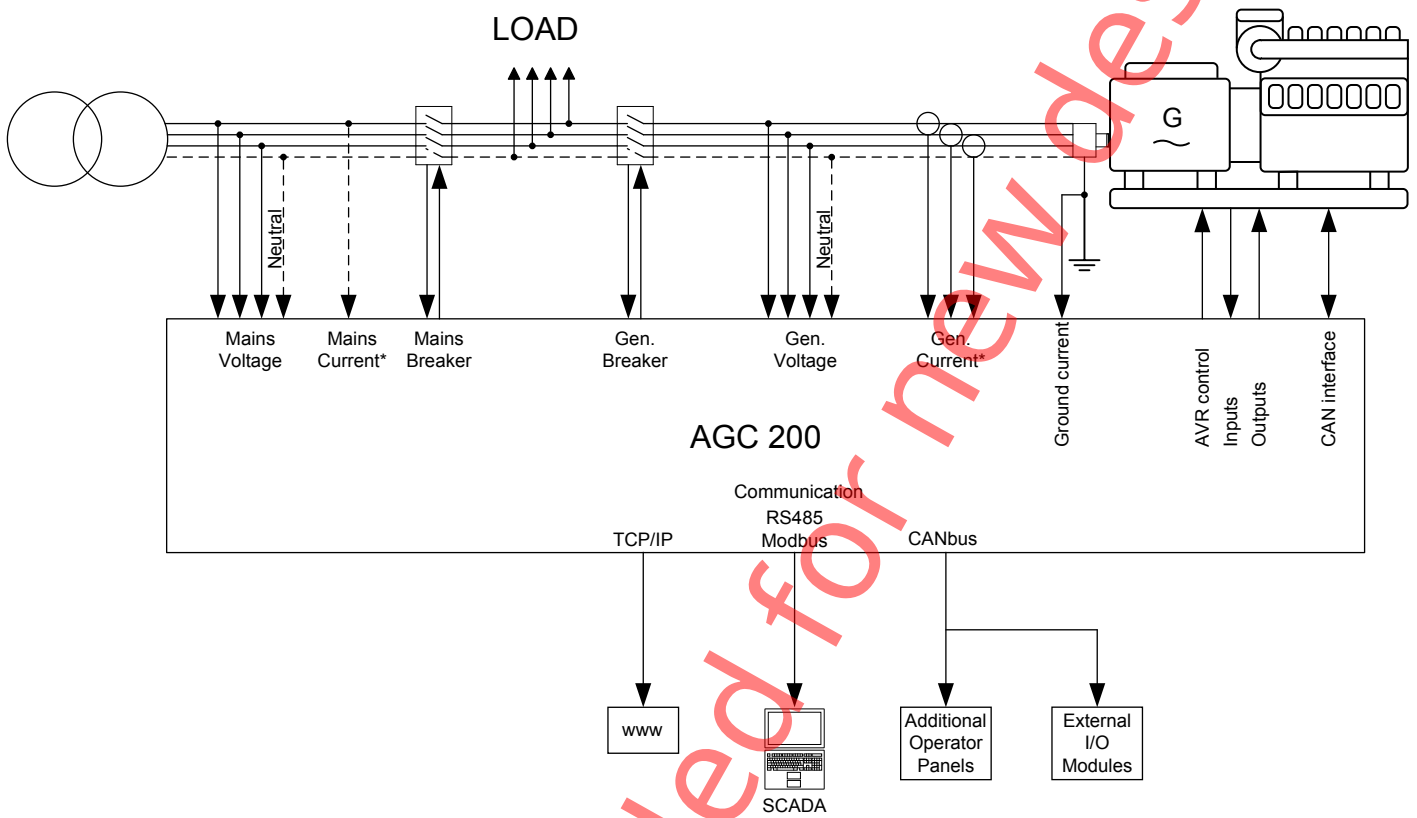 LOAD
G
Neutral
Neutral
Mains
Voltage
Mains
Current*
Mains
Breaker
Gen.
Breaker
Gen.
Voltage
Gen.
Current*
Ground current
AVR control
Inputs
Outputs
CAN interface
AGC 200
Communication
TCP/IP
RS485
Modbus
CANbus
www
SCADA
Additional
Operator
Panels
External
I/O
Modules
for new